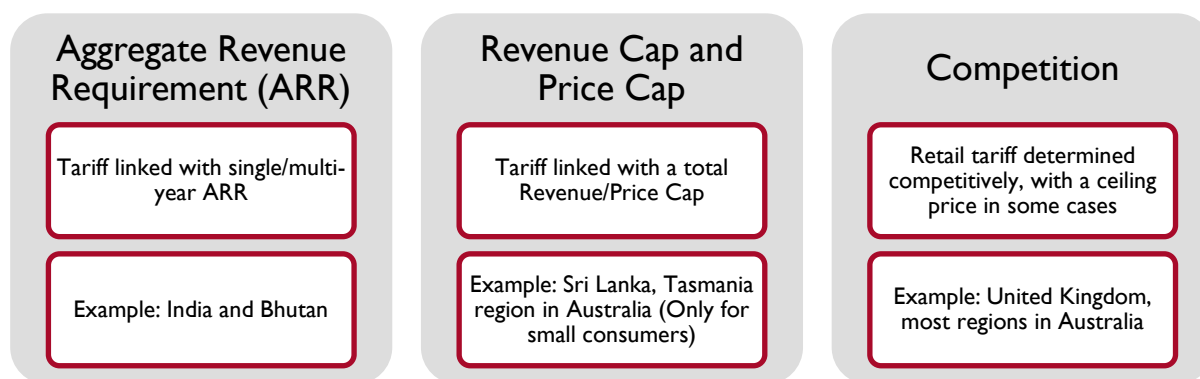 Aggregate Revenue
Requirement (ARR)
Tariff linked with single/multi-
year ARR
Example: India and Bhutan
Revenue Cap and
Price Cap
Tariff linked with a total
Revenue/Price Cap
Example: Sri Lanka, Tasmania
region in Australia (Only for
small consumers)
Competition
Retail tariff determined
competitively, with a ceiling
price in some cases
Example: United Kingdom,
most regions in Australia